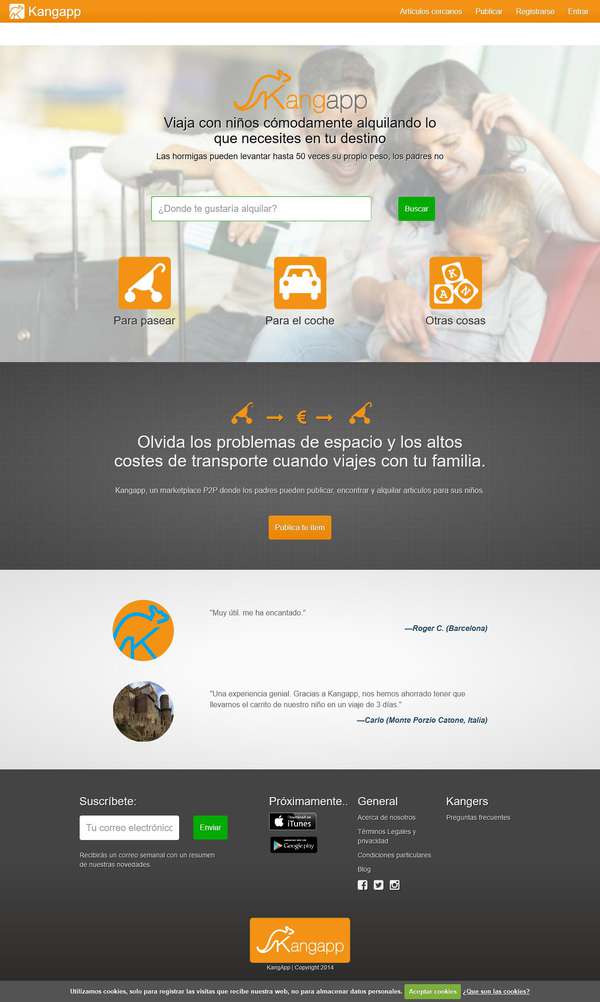 Kangapp
Artículos cercanos Publicar Registrarse Entrar
Kangapp
Viaja con niños cómodamente alquilando lo
que necesites en tu destino
Las hormigas pueden levantar hasta 50 veces su propio peso, los padres no
¿Donde te gustaría alquilar?
Buscar
Para pasear
Para el coche
K
A N
Otras cosas
€
Olvida los problemas de espacio y los altos
costes de transporte cuando viajes con tu familia.
Kangapp, un marketplace P2P donde los padres pueden publicar, encontrar y alquilar artículos para sus niños
Publica te item
"Muy útil, me ha encantado."
—Roger C. (Barcelona)
"Una experiencia genial. Gracias a Kangapp, nos hemos ahorrado tener que
llevarnos el carrito de nuestro niño en un viaje de 3 días."
—Carlo (Monte Porzio Catone, Italia)
Suscríbete:
Tu correo electrónico
Enviar
Recibirás un correo semanal con un resumen
de nuestras novedades.
Próximamente..
iTunes
Google play
General
Acerca de nosotros
Términos Legales y
privacidad
Condiciones particulares
Blog
Kangers
Preguntas frecuentes
Kangapp
KangApp | Copyright 2014
Utilizamos cookies, solo para registrar las visitas que recibe nuestra web, no para almacenar datos personales. Aceptar cookies ¿Que son las cookies?